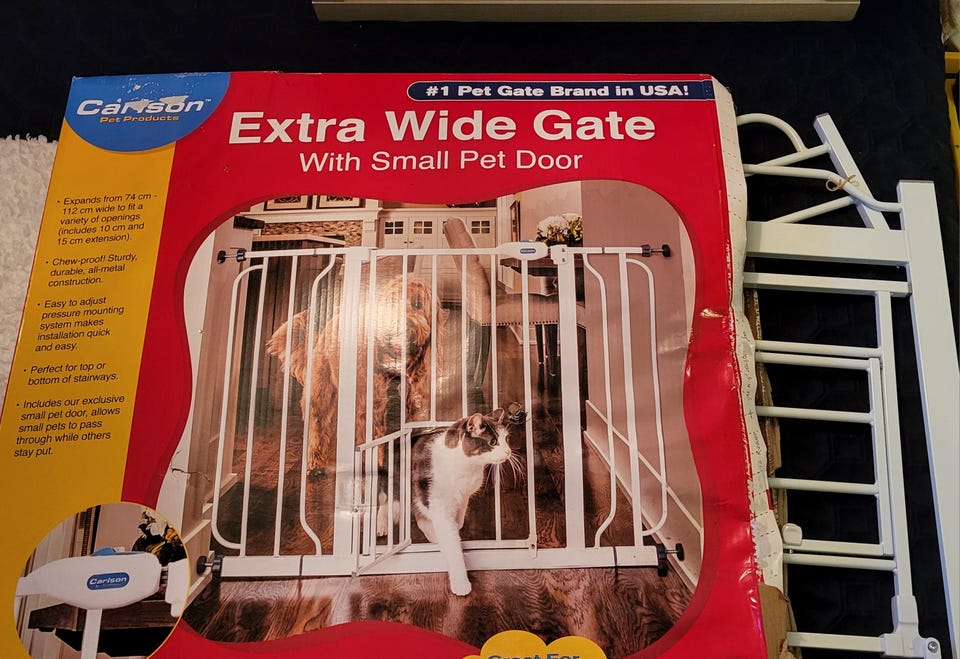 Carlson™
Pet Products
#1 Pet Gate Brand in USA!
Extra Wide Gate
With Small Pet Door
• Expands from 74 cm -
112 cm wide to fit a
variety of openings
(includes 10 cm and
15 cm extension).
• Chew-proof! Sturdy,
durable, all-metal
construction.
• Easy to adjust
pressure mounting
system makes
installation quick
and easy.
• Perfect for top or
bottom of stairways.
• Includes our exclusive
small pet door, allows
small pets to pass
through while others
stay put.
Carlson
Great For